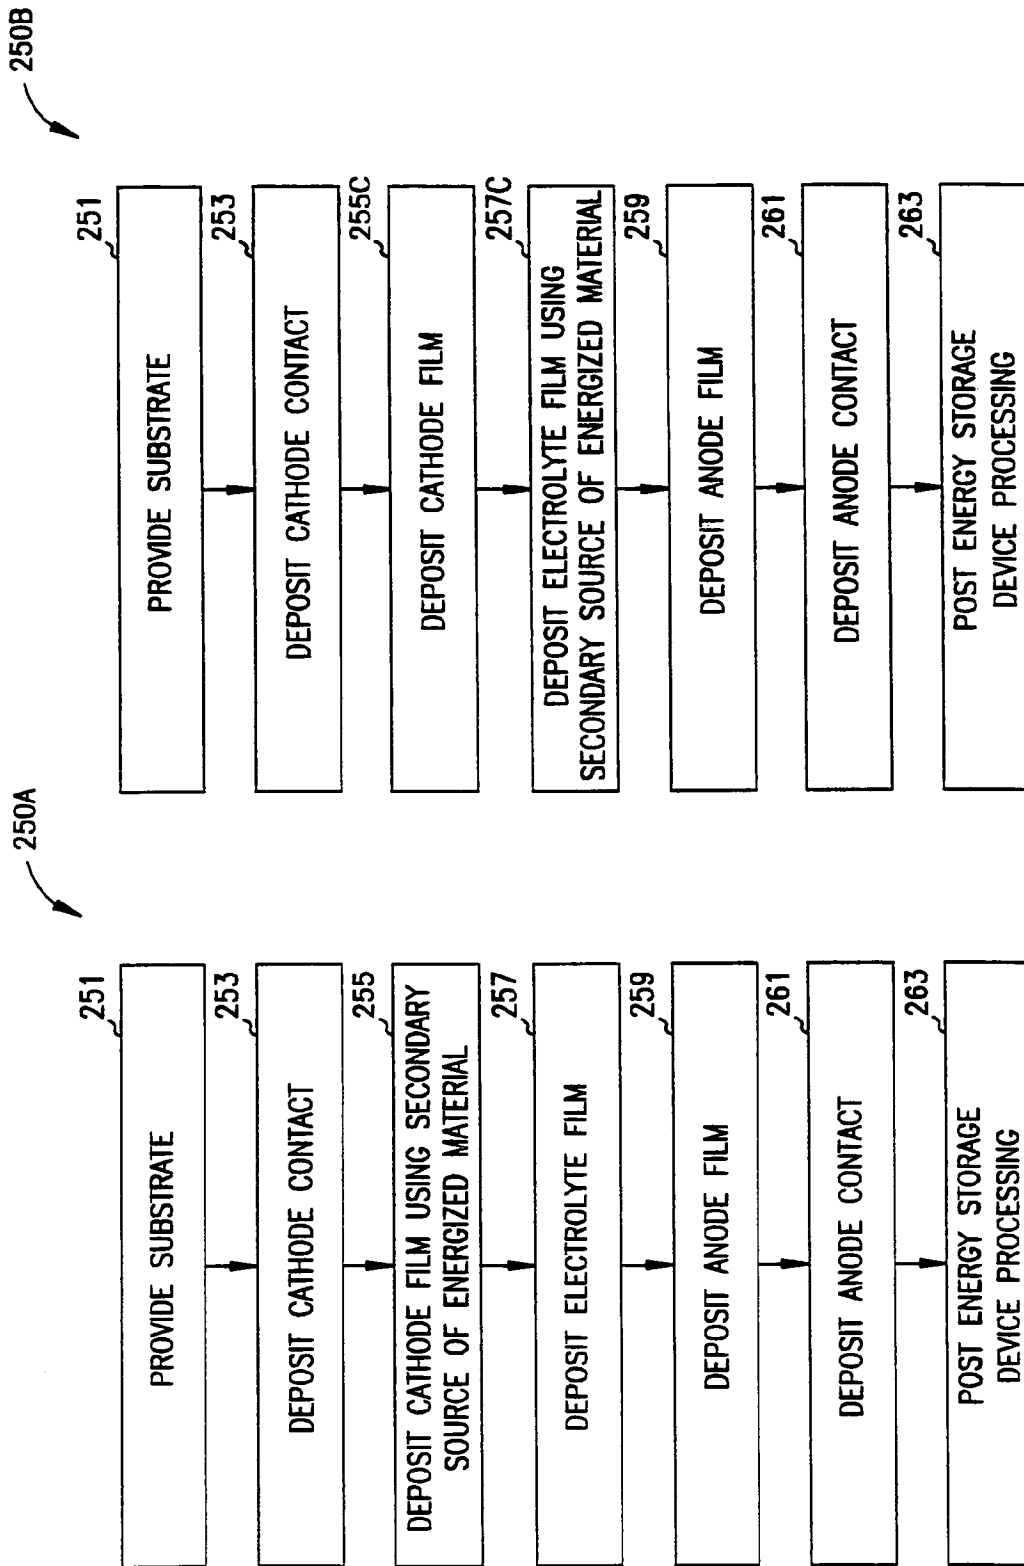 250A
251
PROVIDE SUBSTRATE
253
DEPOSIT CATHODE CONTACT
255
DEPOSIT CATHODE FILM USING SECONDARY
SOURCE OF ENERGIZED MATERIAL
257
DEPOSIT ELECTROLYTE FILM
259
DEPOSIT ANODE FILM
261
DEPOSIT ANODE CONTACT
263
POST ENERGY STORAGE
DEVICE PROCESSING
250B
251
PROVIDE SUBSTRATE
253
DEPOSIT CATHODE CONTACT
255C
DEPOSIT CATHODE FILM
257C
DEPOSIT ELECTROLYTE FILM USING
SECONDARY SOURCE OF ENERGIZED MATERIAL
259
DEPOSIT ANODE FILM
261
DEPOSIT ANODE CONTACT
263
POST ENERGY STORAGE
DEVICE PROCESSING